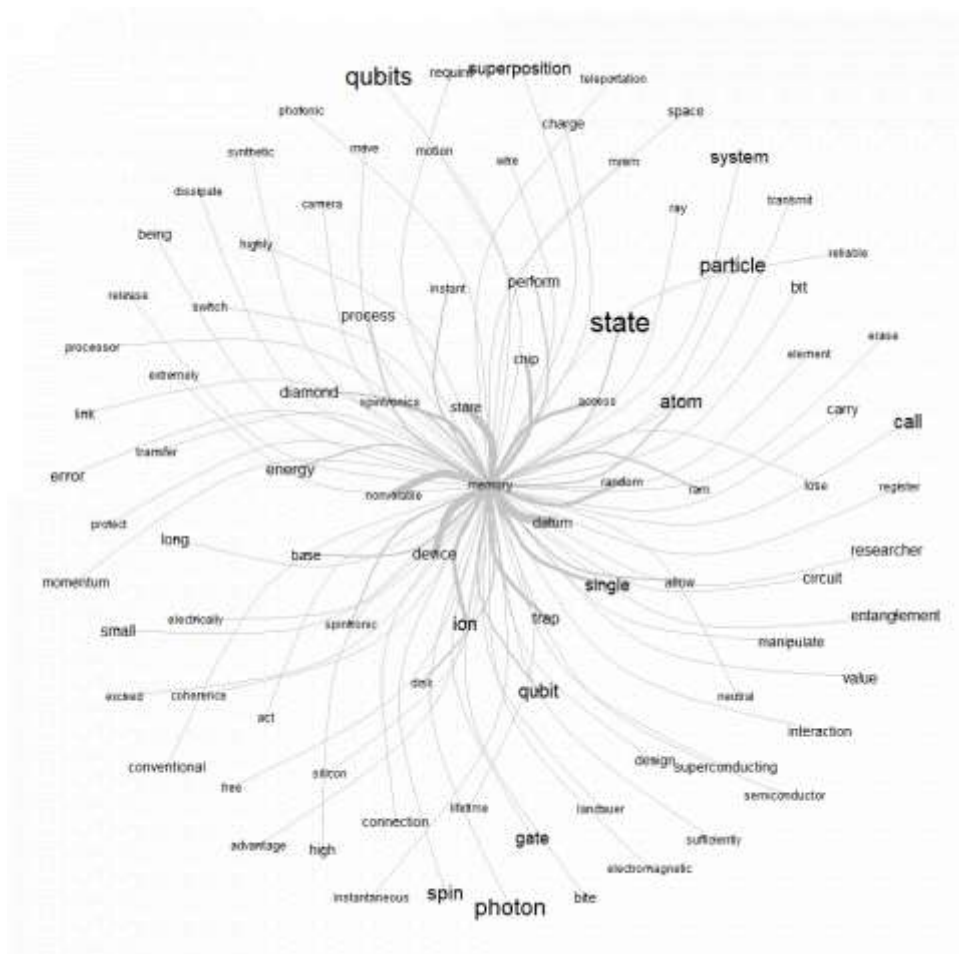 qubits
require
superposition
teleportation
photonic
space
charge
synthetic
move
motion
wire
system
dissipate
camera
ray
transmit
being
highly
particle
reliable
release
switch
instant
perform
bit
process
state
processor
chip
erase
element
extremely
diamond
spintronics
store
access
atom
carry
link
call
transfer
error
energy
nonvolatile
memory
random
ram
lose
register
protect
datum
long
base
device
researcher
momentum
single
allow
circuit
small
electrically
spintronic
ion
trap
entanglement
manipulate
disk
qubit
value
coherence
neutral
act
interaction
conventional
silicon
design
superconducting
free
semiconductor
connection
lifetime
landauer
gate
sufficiently
advantage
high
electromagnetic
instantaneous
spin
photon
bite